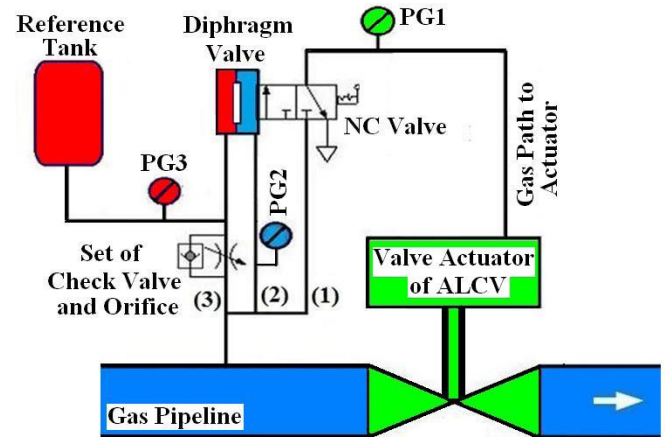 Reference
Tank
Diphragm
Valve
PG1
NC Valve
PG3
PG2
Gas Path to
Actuator
Set of
Check Valve
and Orifice
(3)
(2)
(1)
Valve Actuator
of ALCV
Gas Pipeline